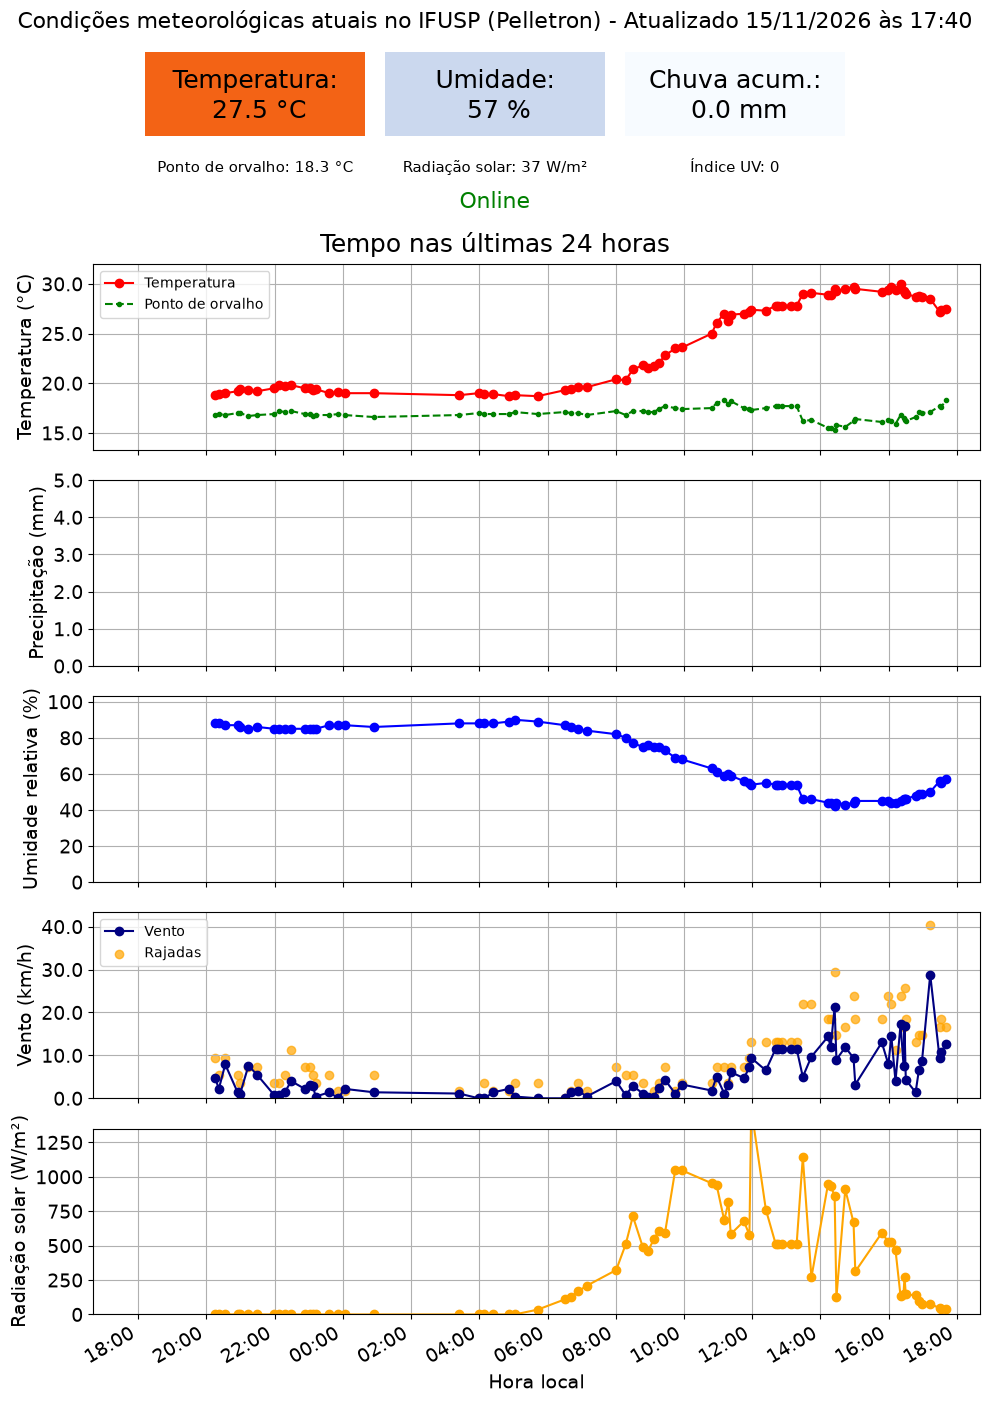 Condições meteorológicas atuais no IFUSP (Pelletron) - Atualizado 15/11/2026 às 17:40
Temperatura:
27.5 °C
Umidade:
57 %
Chuva acum.:
0.0 mm
Ponto de orvalho: 18.3 °C
Radiação solar: 37 W/m²
Índice UV: 0
Online
Tempo nas últimas 24 horas
Temperatura (°C)
30.0
25.0
20.0
15.0
Temperatura
Ponto de orvalho
Precipitação (mm)
5.0
4.0
3.0
2.0
1.0
0.0
Umidade relativa (%)
100
80
60
40
20
0
Vento (km/h)
40.0
30.0
20.0
10.0
0.0
Vento
Rajadas
Radiação solar (W/m²)
1250
1000
750
500
250
0
18:00
20:00
22:00
00:00
02:00
04:00
06:00
08:00
10:00
12:00
14:00
16:00
18:00
Hora local